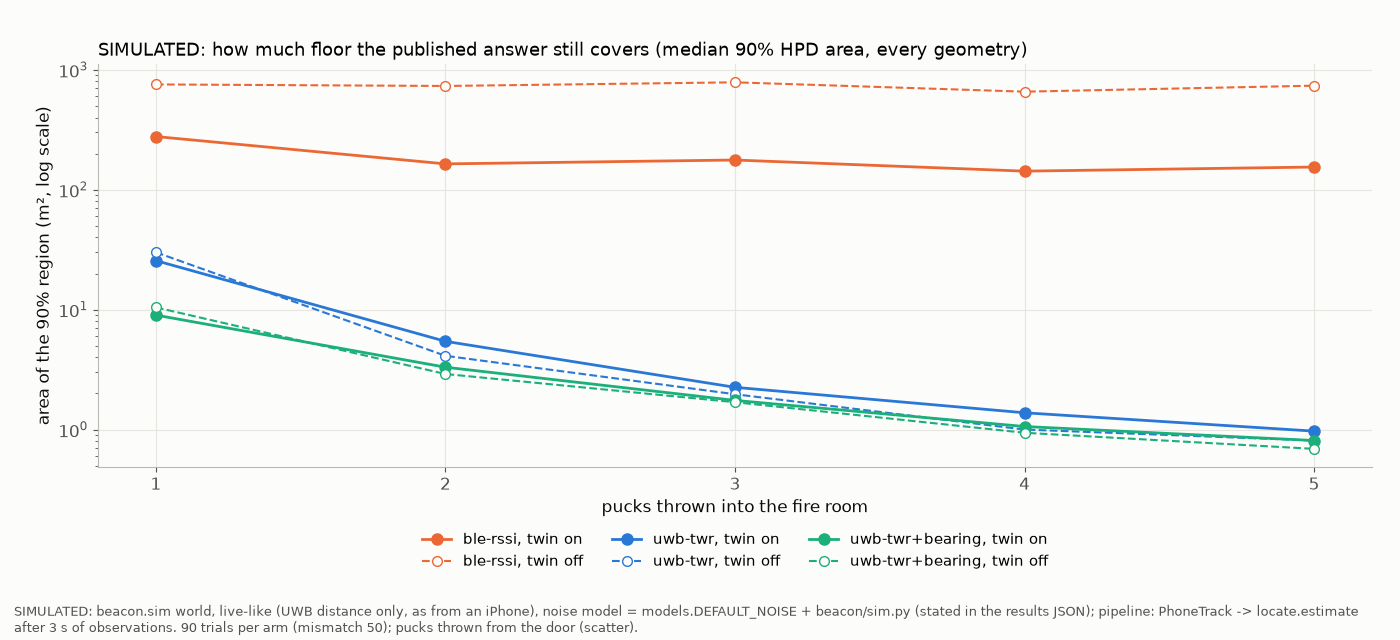 SIMULATED: how much floor the published answer still covers (median 90% HPD area, every geometry)
area of the 90% region (m², log scale)
10³
10²
10¹
10⁰
1 2 3 4 5
pucks thrown into the fire room
ble-rssi, twin on
uwb-twr, twin on
uwb-twr+bearing, twin on
ble-rssi, twin off
uwb-twr, twin off
uwb-twr+bearing, twin off
SIMULATED: beacon.sim world, live-like (UWB distance only, as from an iPhone), noise model = models.DEFAULT_NOISE + beacon/sim.py (stated in the results JSON); pipeline: PhoneTrack -> locate.estimate
after 3 s of observations. 90 trials per arm (mismatch 50); pucks thrown from the door (scatter).